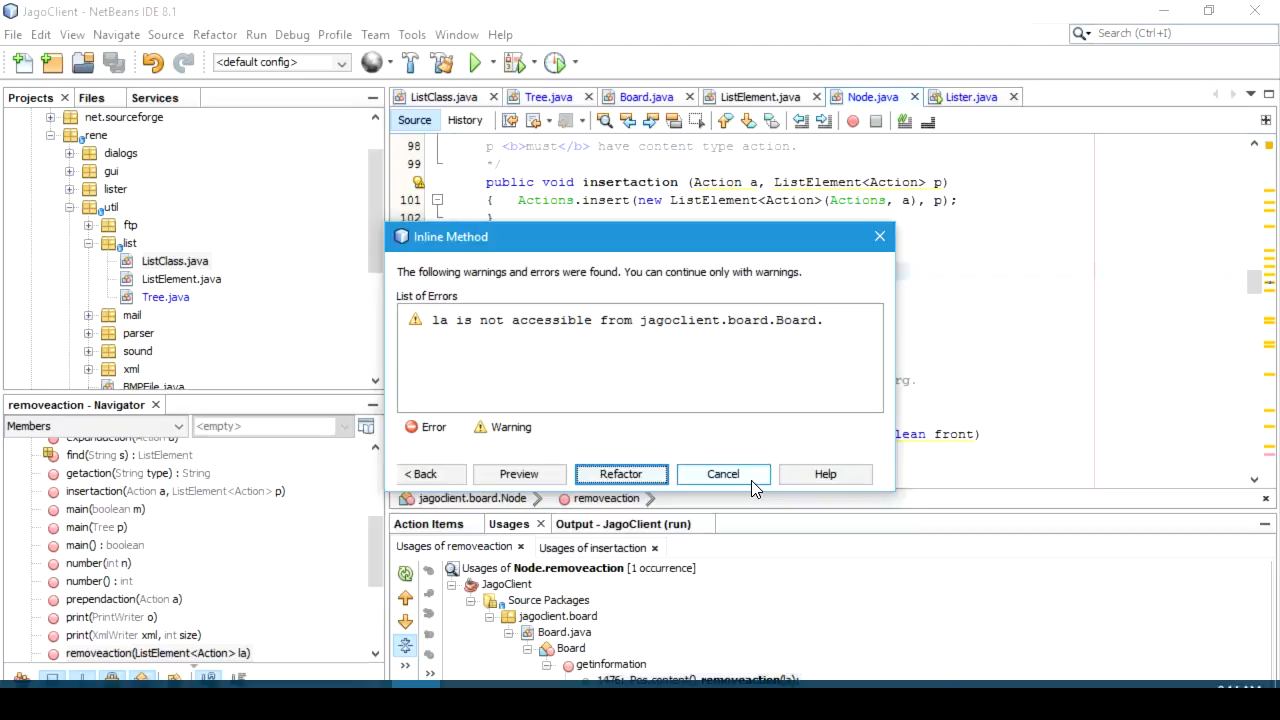 JagoClient - NetBeans IDE 8.1
File Edit View Navigate Source Refactor Run Debug Profile Team Tools Window Help
Search (Ctrl+I)
<default config>
Projects Files Services
net.sourceforge
rene
dialogs
gui
lister
util
ftp
list
ListClass.java
ListElement.java
Tree.java
mail
parser
sound
xml
BMPFile.java
removeaction - Navigator
Members <empty>
expandaction(Action a)
find(String s) : ListElement
getaction(String type) : String
insertaction(Action a, ListElement<Action> p)
main(boolean m)
main(Tree p)
main() : boolean
number(int n)
number() : int
prependaction(Action a)
print(PrintWriter o)
print(XmlWriter xml, int size)
removeaction(ListElement<Action> la)
ListClass.java Tree.java Board.java ListElement.java Node.java Lister.java
Source History
98 p <b>must</b> have content type action.
99 */
public void insertaction (Action a, ListElement<Action> p)
101 { Actions.insert(new ListElement<Action>(Actions, a), p);
102 }
rg.
lean front)
Inline Method
The following warnings and errors were found. You can continue only with warnings.
List of Errors
la is not accessible from jagoclient.board.Board.
Error Warning
< Back Preview Refactor Cancel Help
jagoclient.board.Node removeaction
Action Items Usages Output - JagoClient (run)
Usages of removeaction Usages of insertaction
Usages of Node.removeaction [1 occurrence]
JagoClient
Source Packages
jagoclient.board
Board.java
Board
getinformation
1476: Pos.content().removeaction(la);